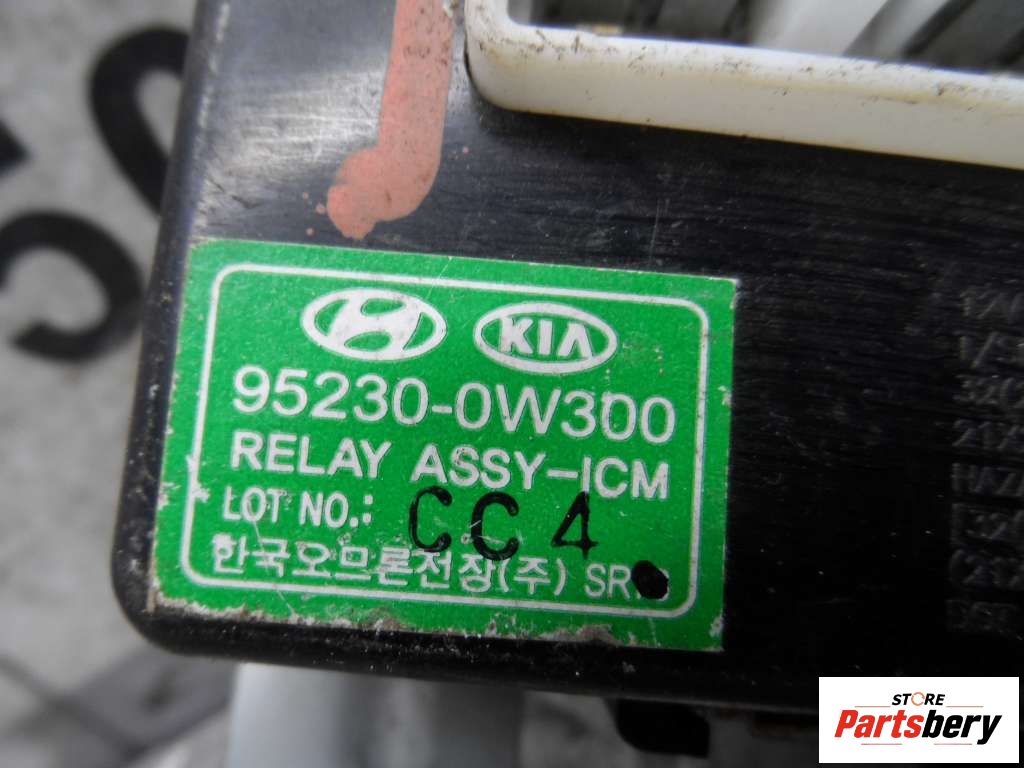 KIA
95230-0W300
RELAY ASSY-ICM
LOT NO.: CC4
한국오므론전장(주) SR
STORE
Partsbery